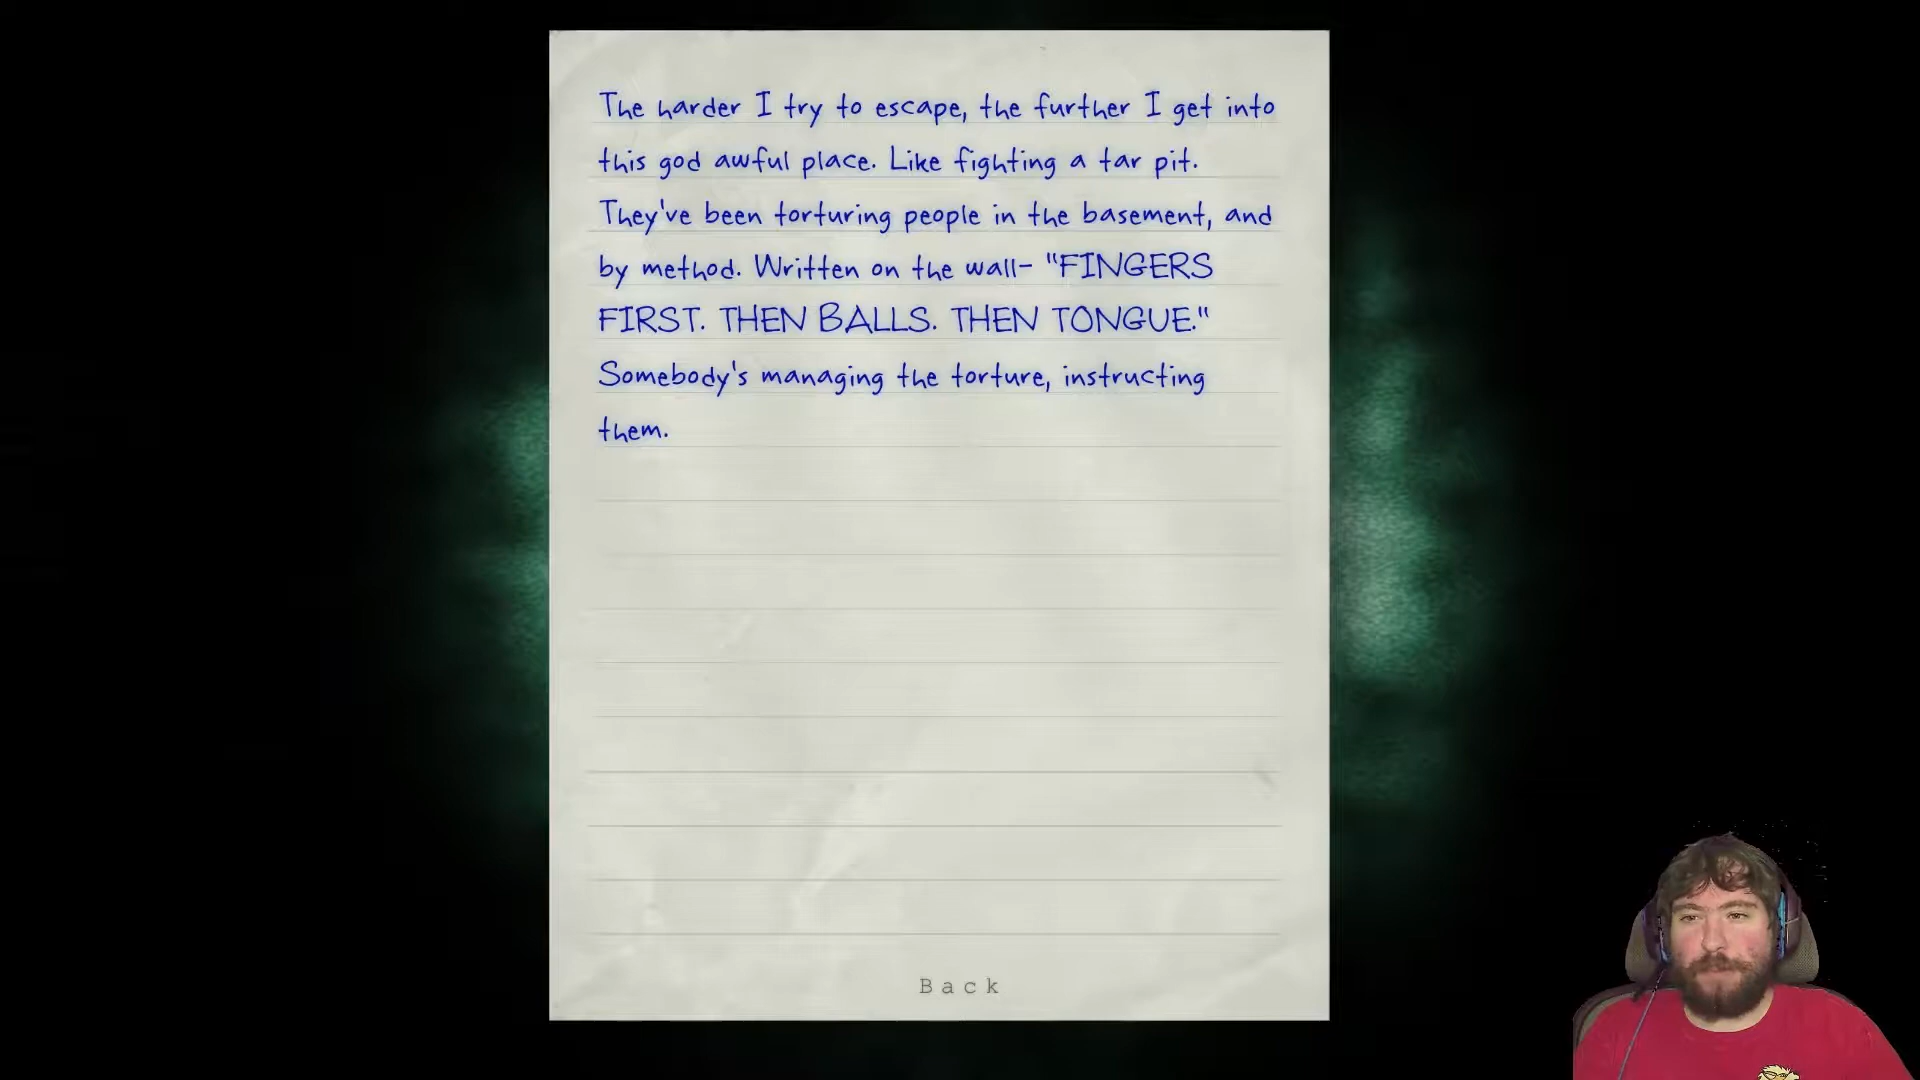 The harder I try to escape, the further I get into
this god awful place. Like fighting a tar pit.
They've been torturing people in the basement, and
by method. Written on the wall- "FINGERS
FIRST. THEN BALLS. THEN TONGUE."
Somebody's managing the torture, instructing
them.
Back